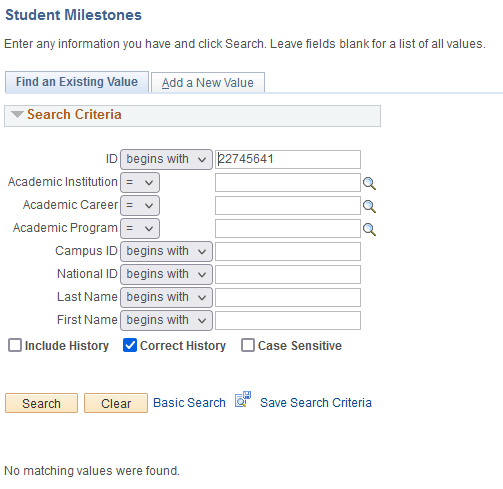 Student Milestones
Enter any information you have and click Search. Leave fields blank for a list of all values.
Find an Existing Value Add a New Value
Search Criteria
ID begins with 22745641
Academic Institution =
Academic Career =
Academic Program =
Campus ID begins with
National ID begins with
Last Name begins with
First Name begins with
Include History Correct History Case Sensitive
Search Clear Basic Search Save Search Criteria
No matching values were found.